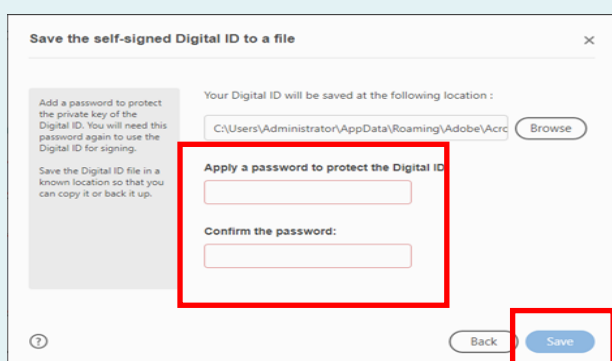 Save the self-signed Digital ID to a file
Add a password to protect
the private key of the
Digital ID. You will need this
password again to use the
Digital ID for signing.
Save the Digital ID file in a
known location so that you
can copy it or back it up.
Your Digital ID will be saved at the following location :
C:\Users\Administrator\AppData\Roaming\Adobe\Acrc
Browse
Apply a password to protect the Digital ID
Confirm the password:
Back
Save